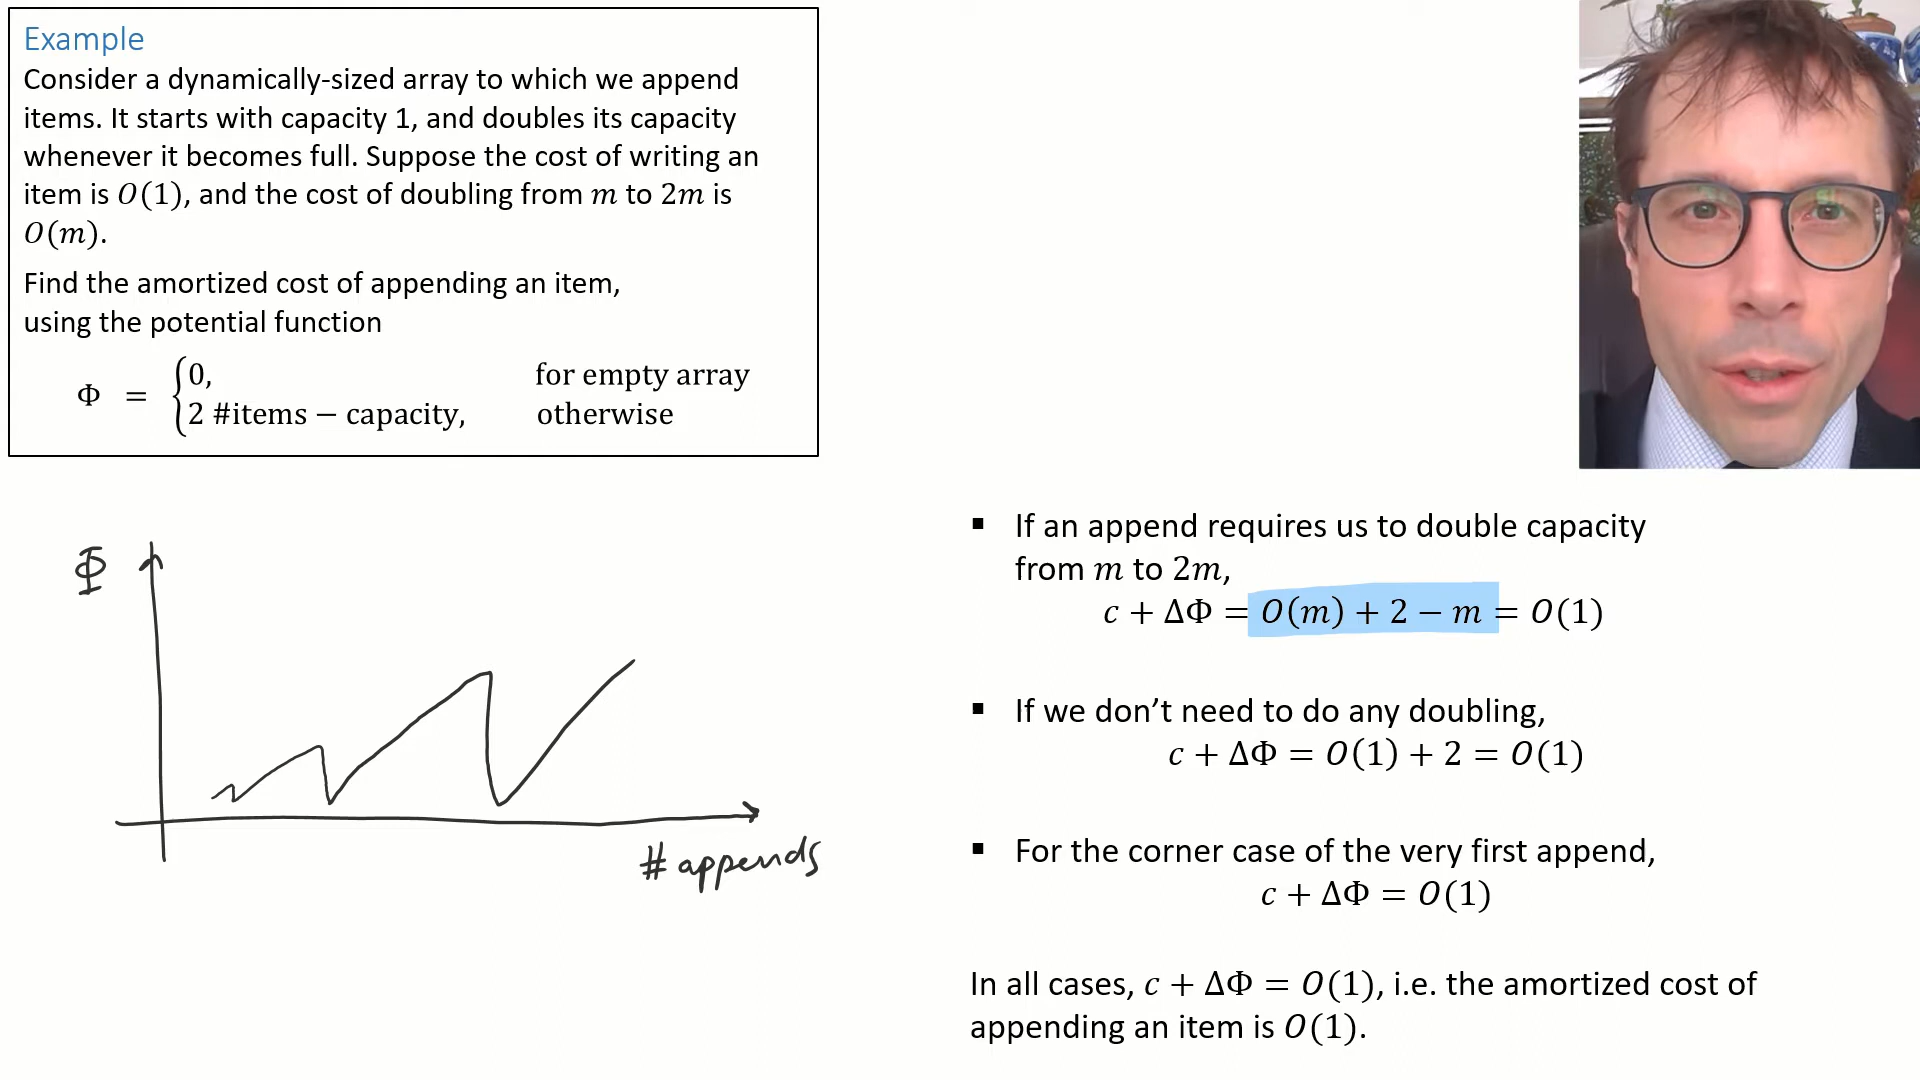 Example
Consider a dynamically-sized array to which we append
items. It starts with capacity 1, and doubles its capacity
whenever it becomes full. Suppose the cost of writing an
item is O(1), and the cost of doubling from m to 2m is
O(m).
Find the amortized cost of appending an item,
using the potential function
Φ = {0, for empty array
2 #items − capacity, otherwise
Φ
# appends
▪ If an append requires us to double capacity
from m to 2m,
c + ΔΦ = O(m) + 2 − m = O(1)
▪ If we don’t need to do any doubling,
c + ΔΦ = O(1) + 2 = O(1)
▪ For the corner case of the very first append,
c + ΔΦ = O(1)
In all cases, c + ΔΦ = O(1), i.e. the amortized cost of
appending an item is O(1).